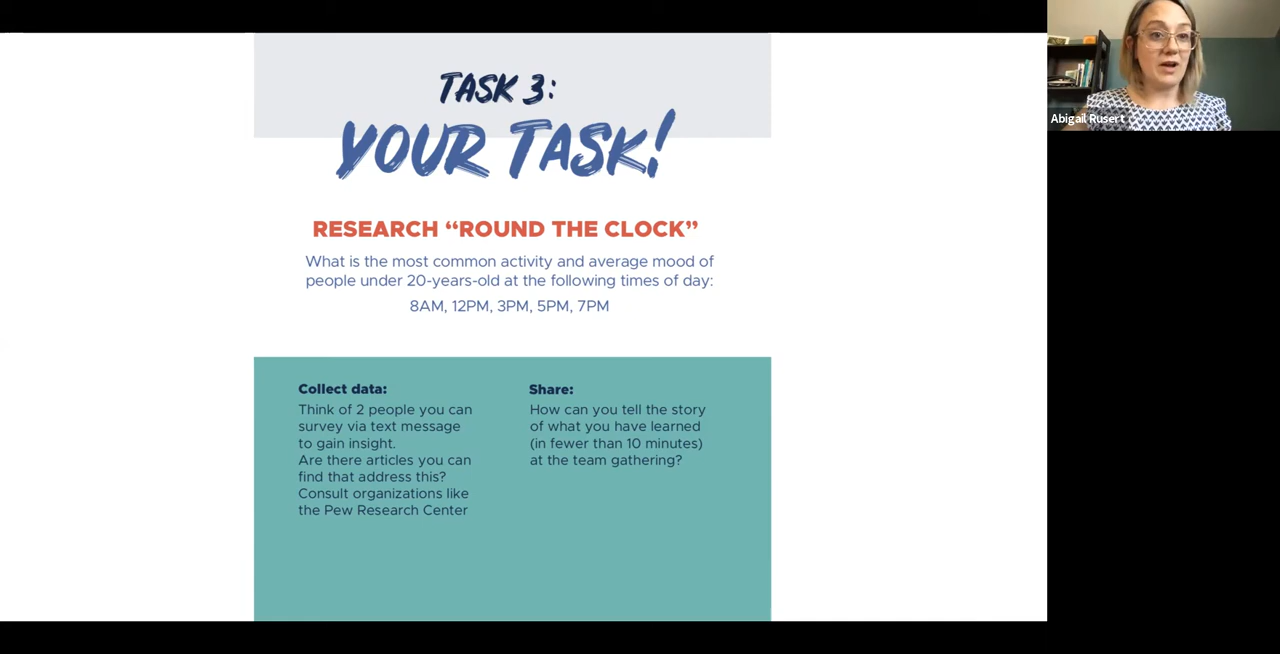 TASK 3:
YOUR TASK!
RESEARCH “ROUND THE CLOCK”
What is the most common activity and average mood of
people under 20-years-old at the following times of day:
8AM, 12PM, 3PM, 5PM, 7PM
Collect data:
Think of 2 people you can
survey via text message
to gain insight.
Are there articles you can
find that address this?
Consult organizations like
the Pew Research Center
Share:
How can you tell the story
of what you have learned
(in fewer than 10 minutes)
at the team gathering?
Abigail Rusert